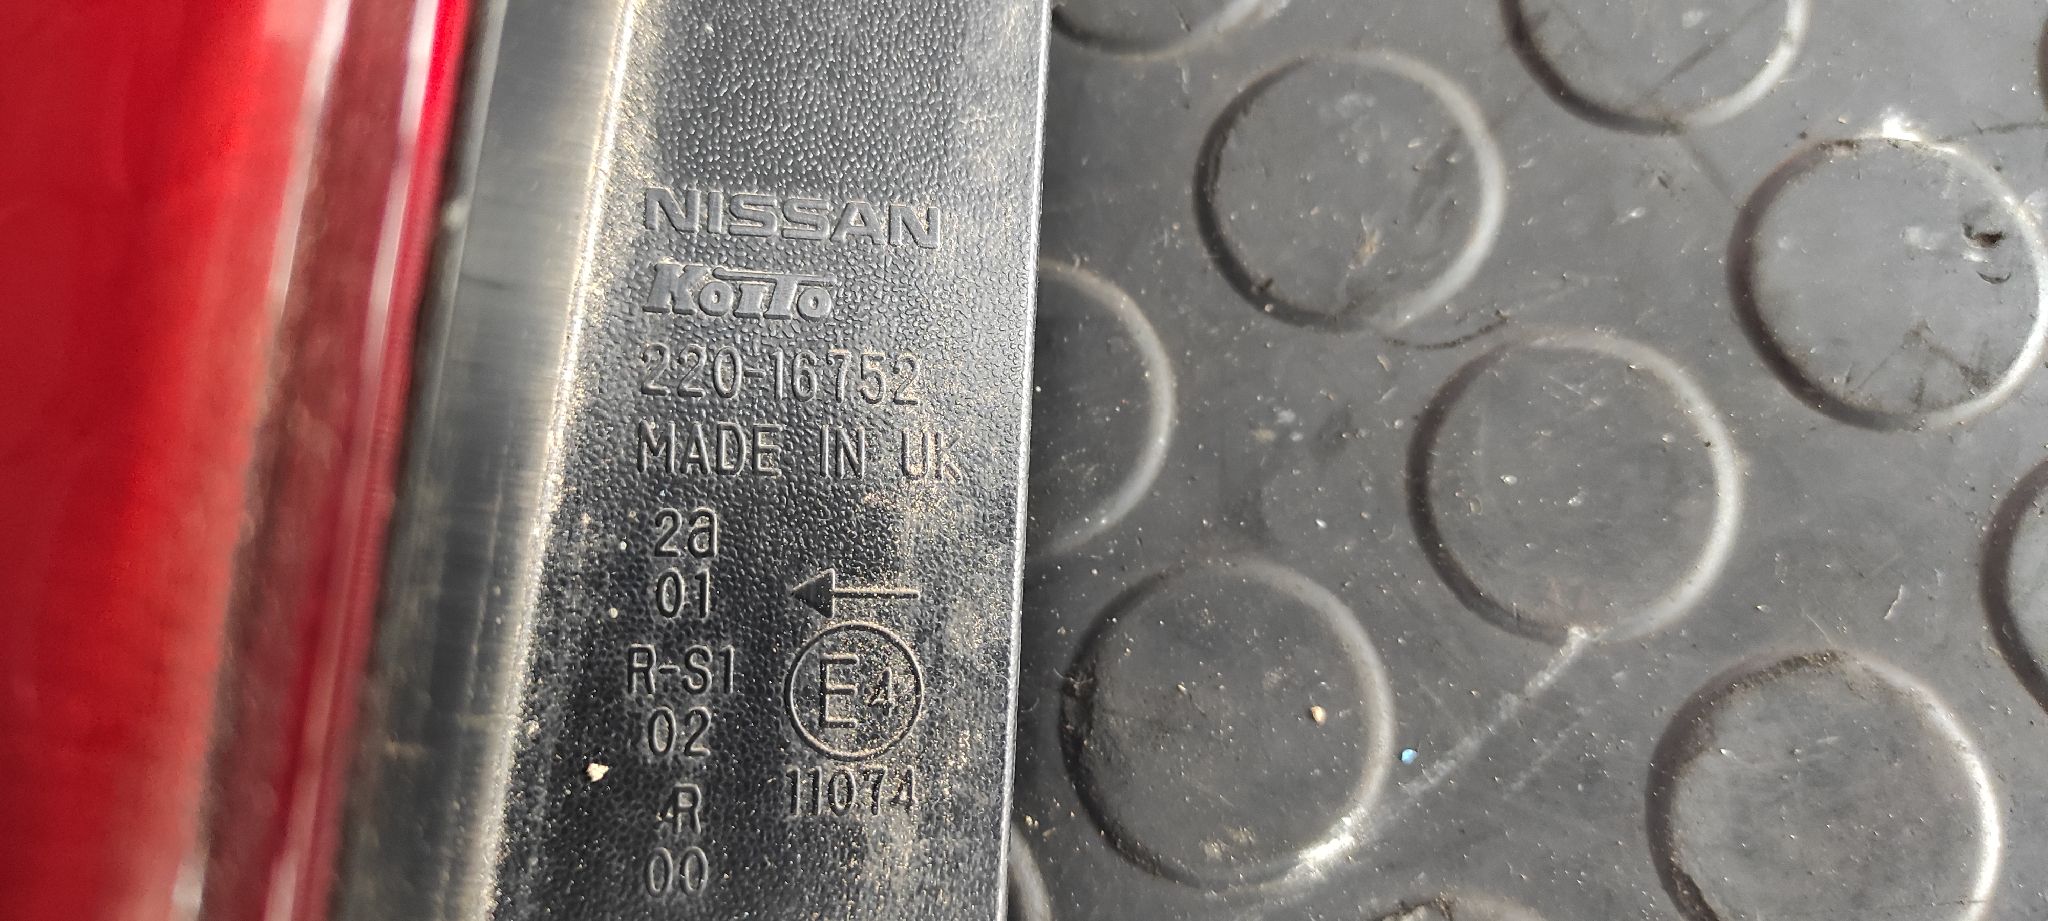 NISSAN
KoiTo
220-16752
MADE IN UK
2a
01
R-S1
E4
02
11074
R
00